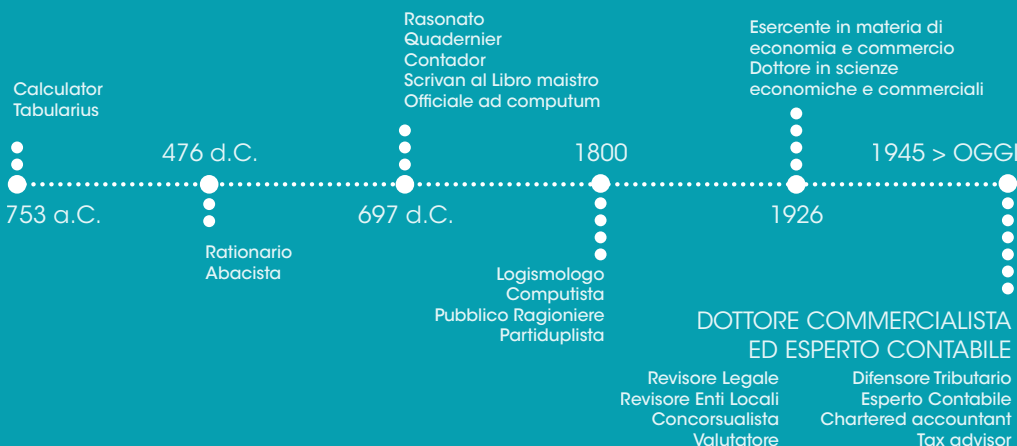 Calculator
Tabularius
753 a.C.
476 d.C.
Rationario
Abacista
Rasonato
Quadernier
Contador
Scrivan al Libro maistro
Officiale ad computum
697 d.C.
1800
Logismologo
Computista
Pubblico Ragioniere
Partiduplista
Esercente in materia di
economia e commercio
Dottore in scienze
economiche e commerciali
1926
1945 > OGGI
DOTTORE COMMERCIALISTA
ED ESPERTO CONTABILE
Revisore Legale
Revisore Enti Locali
Concorsualista
Valutatore
Difensore Tributario
Esperto Contabile
Chartered accountant
Tax advisor